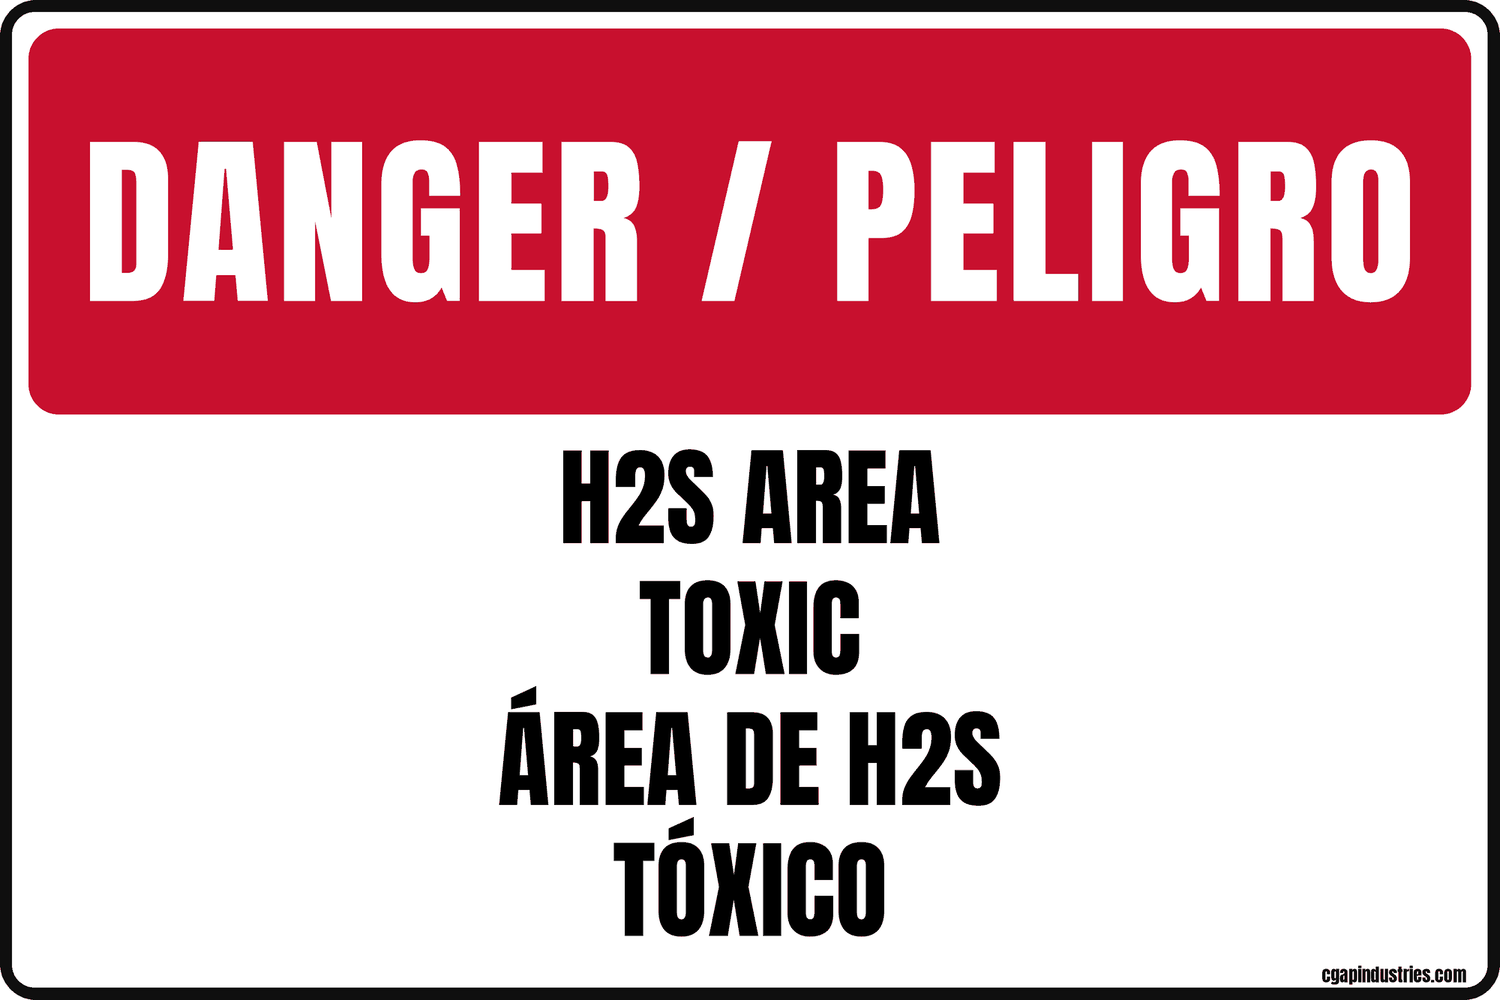 DANGER / PELIGRO
H2S AREA
TOXIC
ÁREA DE H2S
TÓXICO
cgapindustries.com